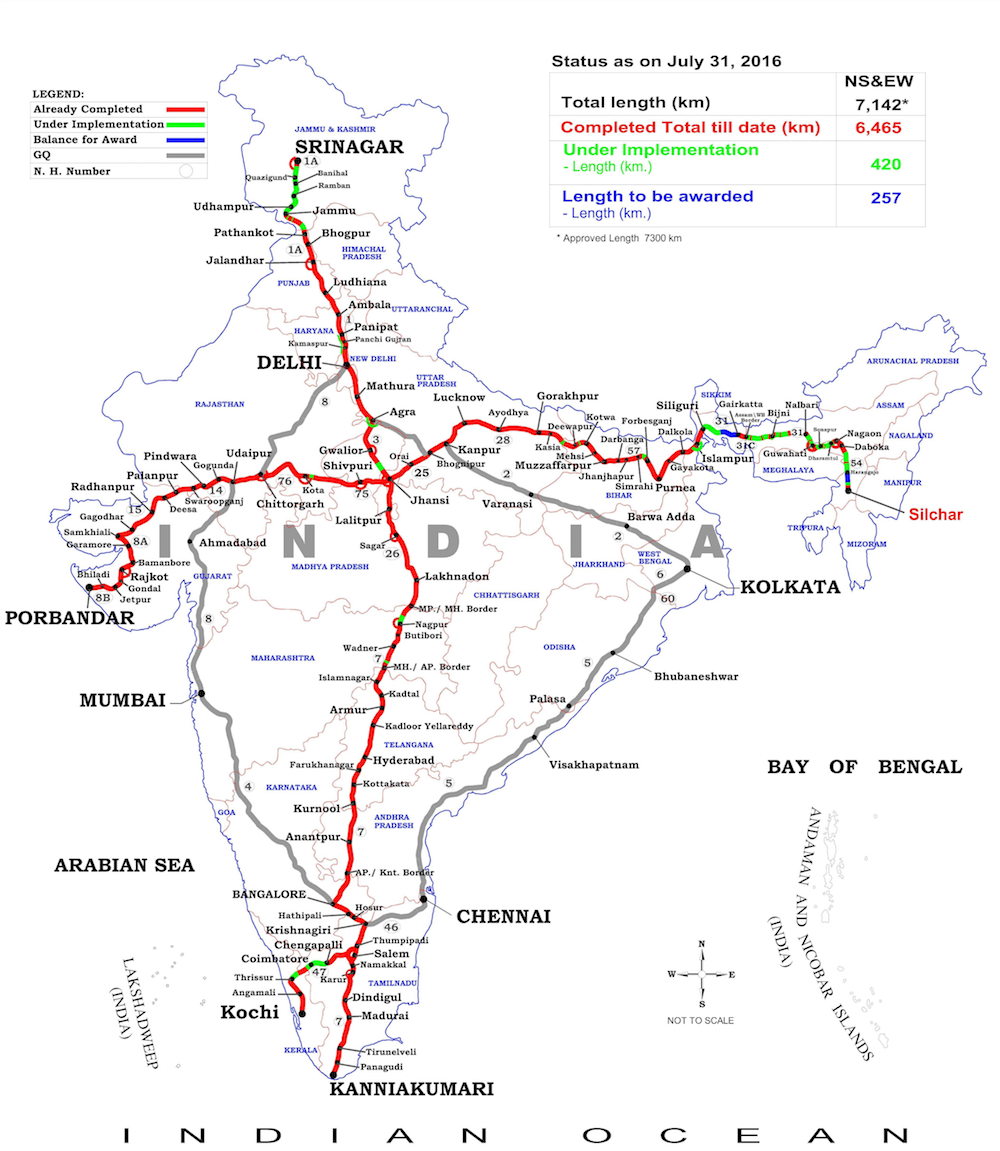 Status as on July 31, 2016
NS&EW
Total length (km) 7,142*
Completed Total till date (km) 6,465
Under Implementation
- Length (km.) 420
Length to be awarded 257
- Length (km.)
* Approved Length 7300 km
LEGEND:
Already Completed
Under Implementation
Balance for Award
GQ
N. H. Number
JAMMU & KASHMIR
SRINAGAR
1A
Quazigund
Banihal
Ramban
Udhampur
Jammu
Pathankot
Bhogpur
1A
HIMACHAL
PRADESH
Jalandhar
PUNJAB
Ludhiana
Ambala
UTTARANCHAL
1
HARYANA
Panipat
Kamaspur
Panchi Gujran
DELHI
NEW DELHI
Mathura
UTTAR
PRADESH
RAJASTHAN
8
Agra
Lucknow
Ayodhya
Gorakhpur
28
Kasia
Deewapur
Mehsi
Kotwa
Darbanga
Forbesganj
Muzzaffarpur
Jhanjhapur
57
Simrahi
Purnea
BIHAR
Dalkola
Gayakota
Siliguri
Islampur
SIKKIM
Gairkatta
31
Assam\WB
Border
31C
Bijni
Nalbari
31
Guwahati
Sonapur
Dharamtul
Nagaon
Daboka
54
Harangajo
Silchar
ARUNACHAL PRADESH
ASSAM
NAGALAND
MEGHALAYA
MANIPUR
TRIPURA
MIZORAM
Gwalior
3
Shivpuri
Orai
25
Kanpur
Bhognipur
2
Varanasi
Jhansi
75
Kota
76
Chittorgarh
Udaipur
Gogunda
Pindwara
14
Swaroopganj
Palanpur
Deesa
Radhanpur
15
Gagodhar
Samkhiali
Garamore
8A
Bamanbore
Rajkot
Gondal
Jetpur
Bhiladi
8B
PORBANDAR
GUJARAT
Ahmadabad
8
I N D I A
Lalitpur
Sagar
26
MADHYA PRADESH
Lakhnadon
MP./ MH. Border
Nagpur
Butibori
CHHATTISGARH
JHARKHAND
Barwa Adda
2
WEST
BENGAL
6
KOLKATA
60
ODISHA
5
Bhubaneshwar
Palasa
Visakhapatnam
5
MUMBAI
MAHARASHTRA
Wadner
7
MH./ AP. Border
Islamnagar
Kadtal
Armur
Kadloor Yellareddy
TELANGANA
Hyderabad
Farukhanagar
Kottakata
4
KARNATAKA
GOA
Kurnool
ANDHRA
PRADESH
Anantpur
7
AP./ Knt. Border
BANGALORE
Hosur
Hathipali
Krishnagiri
46
CHENNAI
Chengapalli
Thumpipadi
Coimbatore
Salem
47
Namakkal
Karur
Thrissur
TAMILNADU
Angamali
Dindigul
Kochi
7
Madurai
KERALA
Tirunelveli
Panagudi
KANNIAKUMARI
ARABIAN SEA
BAY OF BENGAL
LAKSHADWEEP
(INDIA)
ANDAMAN AND NICOBAR ISLANDS
(INDIA)
N
W E
S
NOT TO SCALE
INDIAN OCEAN